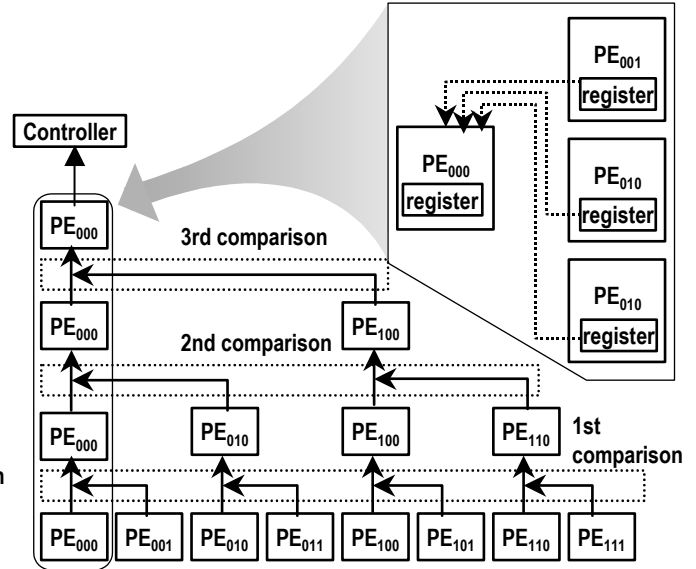 PE001
register
Controller
PE000
register
PE010
register
PE000
3rd comparison
PE010
register
PE000
PE100
2nd comparison
PE000
PE010
PE100
PE110
1st
comparison
PE000
PE001
PE010
PE011
PE100
PE101
PE110
PE111